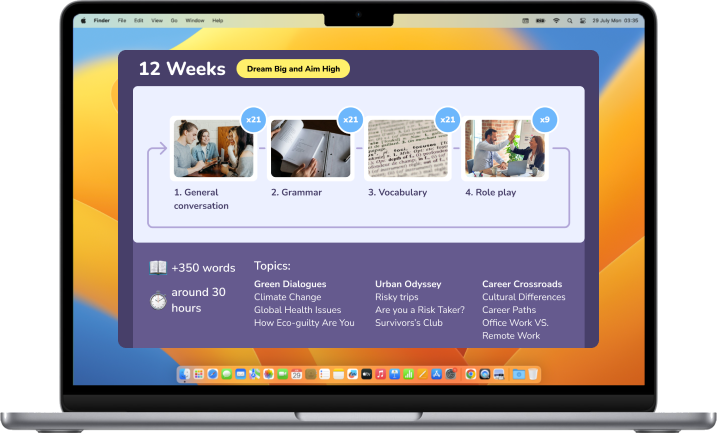 Finder File Edit View Go Window Help
28 July Mon 03:35
12 Weeks
Dream Big and Aim High
x21
x21
x21
x9
1. General
conversation
2. Grammar
3. Vocabulary
4. Role play
+350 words
around 30
hours
Topics:
Green Dialogues
Climate Change
Global Health Issues
How Eco-guilty Are You
Urban Odyssey
Risky trips
Are you a Risk Taker?
Survivors's Club
Career Crossroads
Cultural Differences
Career Paths
Office Work VS.
Remote Work
29